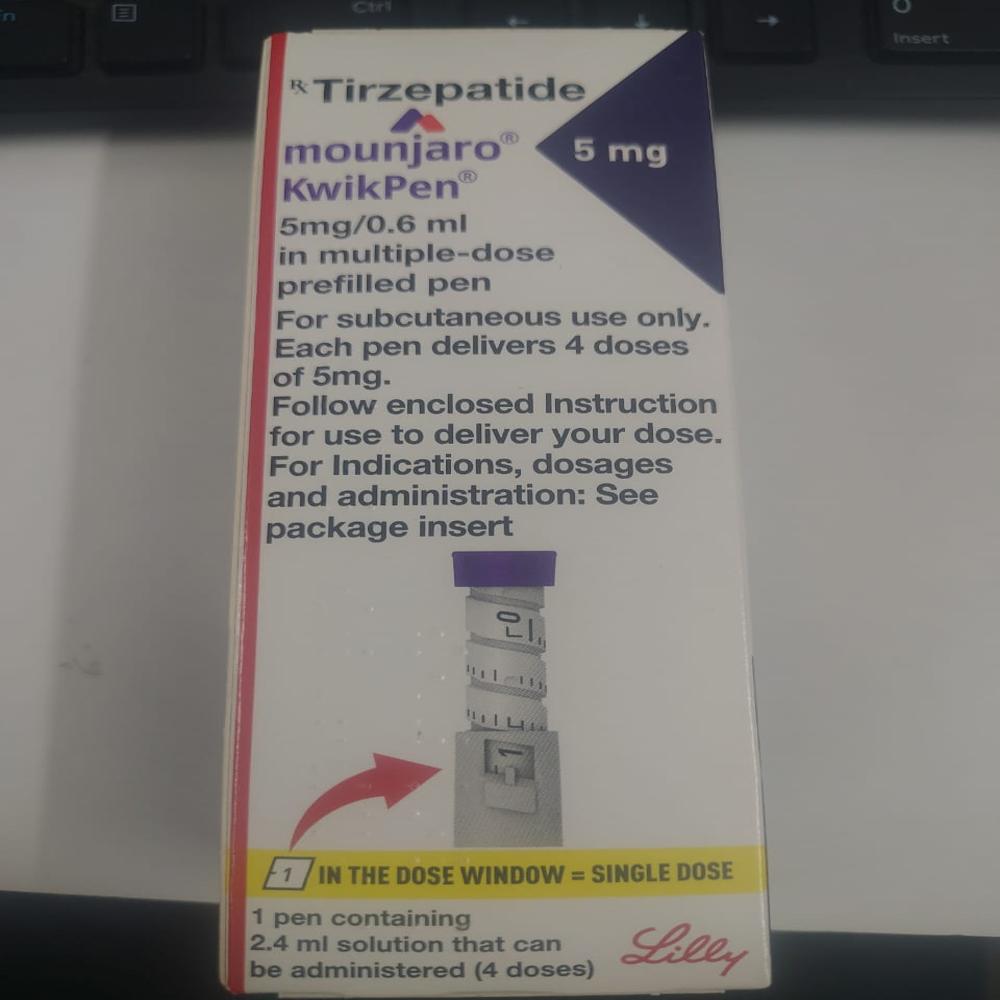 Ctrl
← ↓ →
0
Insert
℞ Tirzepatide
mounjaro®
KwikPen®
5 mg
5mg/0.6 ml
in multiple-dose
prefilled pen
For subcutaneous use only.
Each pen delivers 4 doses
of 5mg.
Follow enclosed Instruction
for use to deliver your dose.
For Indications, dosages
and administration: See
package insert
0
1
1 IN THE DOSE WINDOW = SINGLE DOSE
1 pen containing
2.4 ml solution that can
be administered (4 doses)
Lilly